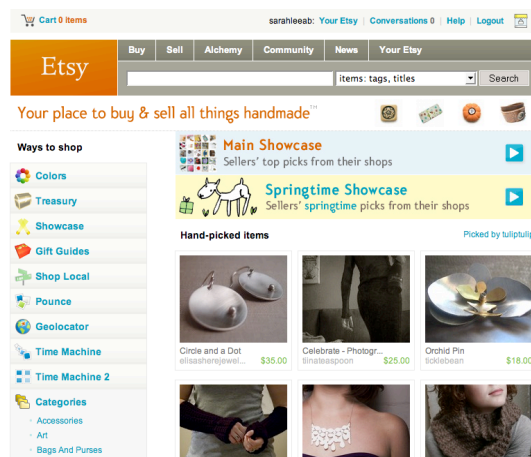 Cart 0 items
sarahleeab: Your Etsy | Conversations 0 | Help | Logout
Etsy
Buy
Sell
Alchemy
Community
News
Your Etsy
items: tags, titles
Search
Your place to buy & sell all things handmade™
Ways to shop
Colors
Treasury
Showcase
Gift Guides
Shop Local
Pounce
Geolocator
Time Machine
Time Machine 2
Categories
- Accessories
- Art
- Bags And Purses
Main Showcase
Sellers' top picks from their shops
Springtime Showcase
Sellers' springtime picks from their shops
Hand-picked items
Picked by tuliptulip
Circle and a Dot
elisasherejewel... $35.00
Celebrate - Photogr...
tiinateaspoon $25.00
Orchid Pin
ticklebean $18.00